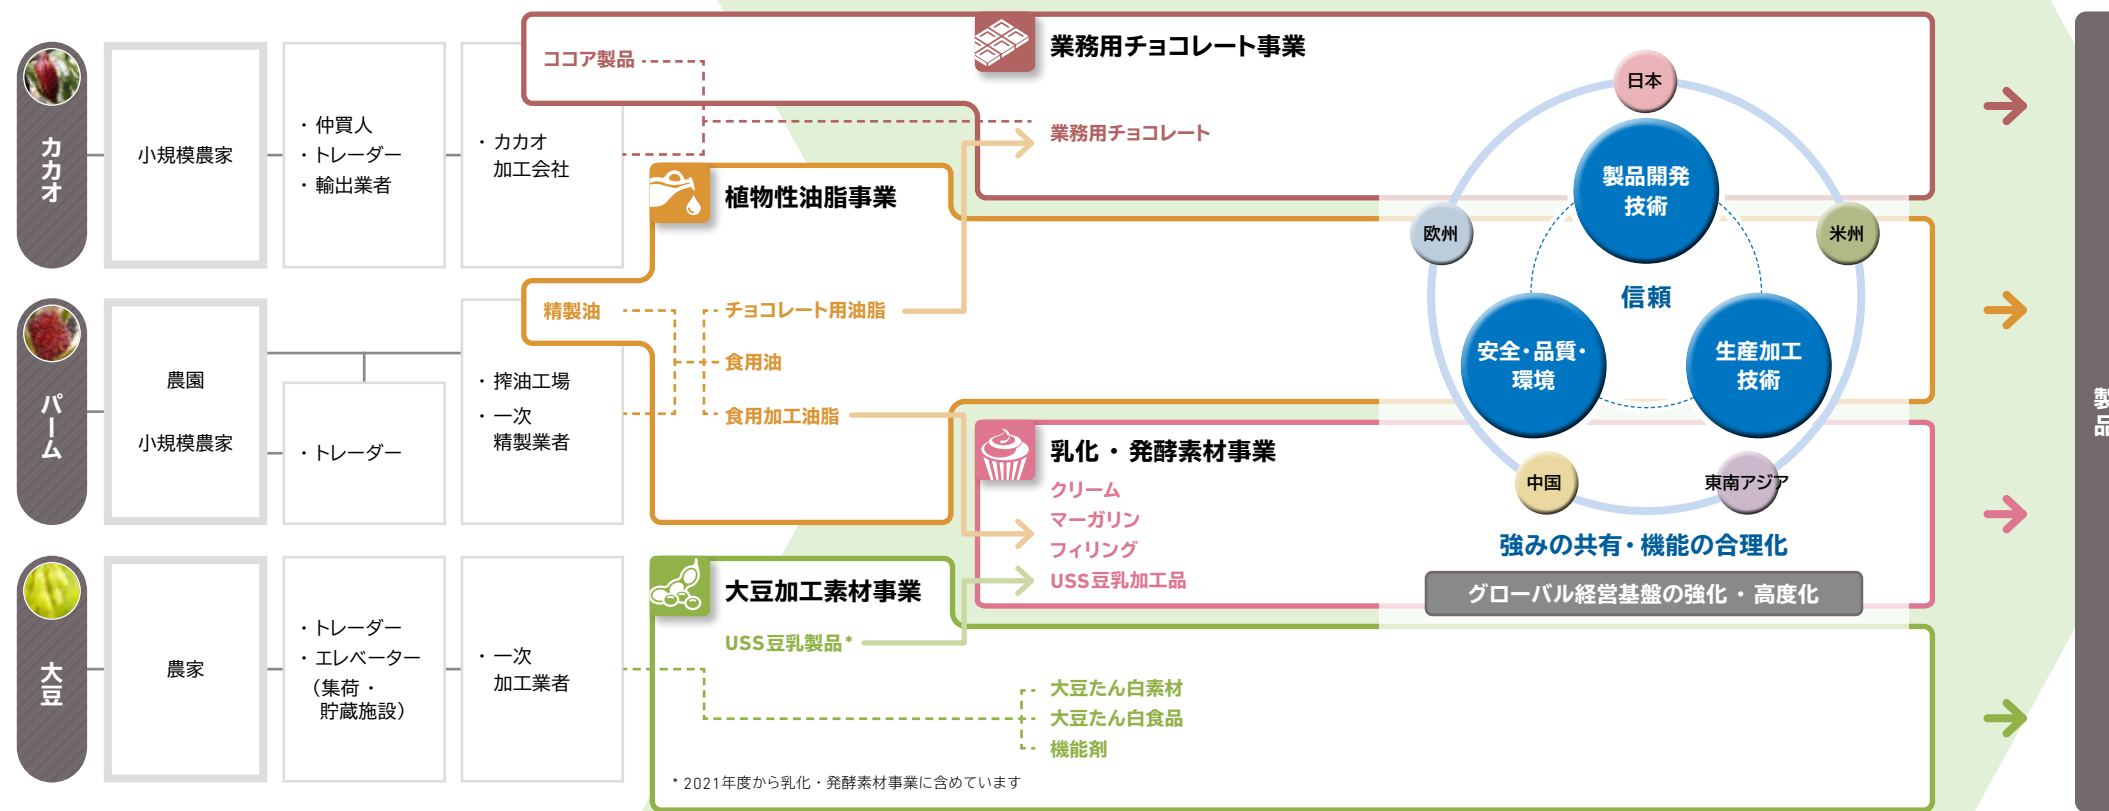 カカオ
小規模農家
・仲買人
・トレーダー
・輸出業者
・カカオ
加工会社
ココア製品
業務用チョコレート事業
業務用チョコレート
パーム
農園
小規模農家
・トレーダー
・搾油工場
・一次
精製業者
植物性油脂事業
精製油
チョコレート用油脂
食用油
食用加工油脂
乳化・発酵素材事業
クリーム
マーガリン
フィリング
USS豆乳加工品
大豆
農家
・トレーダー
・エレベーター
（集荷・
貯蔵施設）
・一次
加工業者
大豆加工素材事業
USS豆乳製品*
大豆たん白素材
大豆たん白食品
機能剤
* 2021年度から乳化・発酵素材事業に含めています
日本
欧州
米州
中国
東南アジア
製品開発
技術
信頼
安全・品質・
環境
生産加工
技術
強みの共有・機能の合理化
グローバル経営基盤の強化・高度化
製品